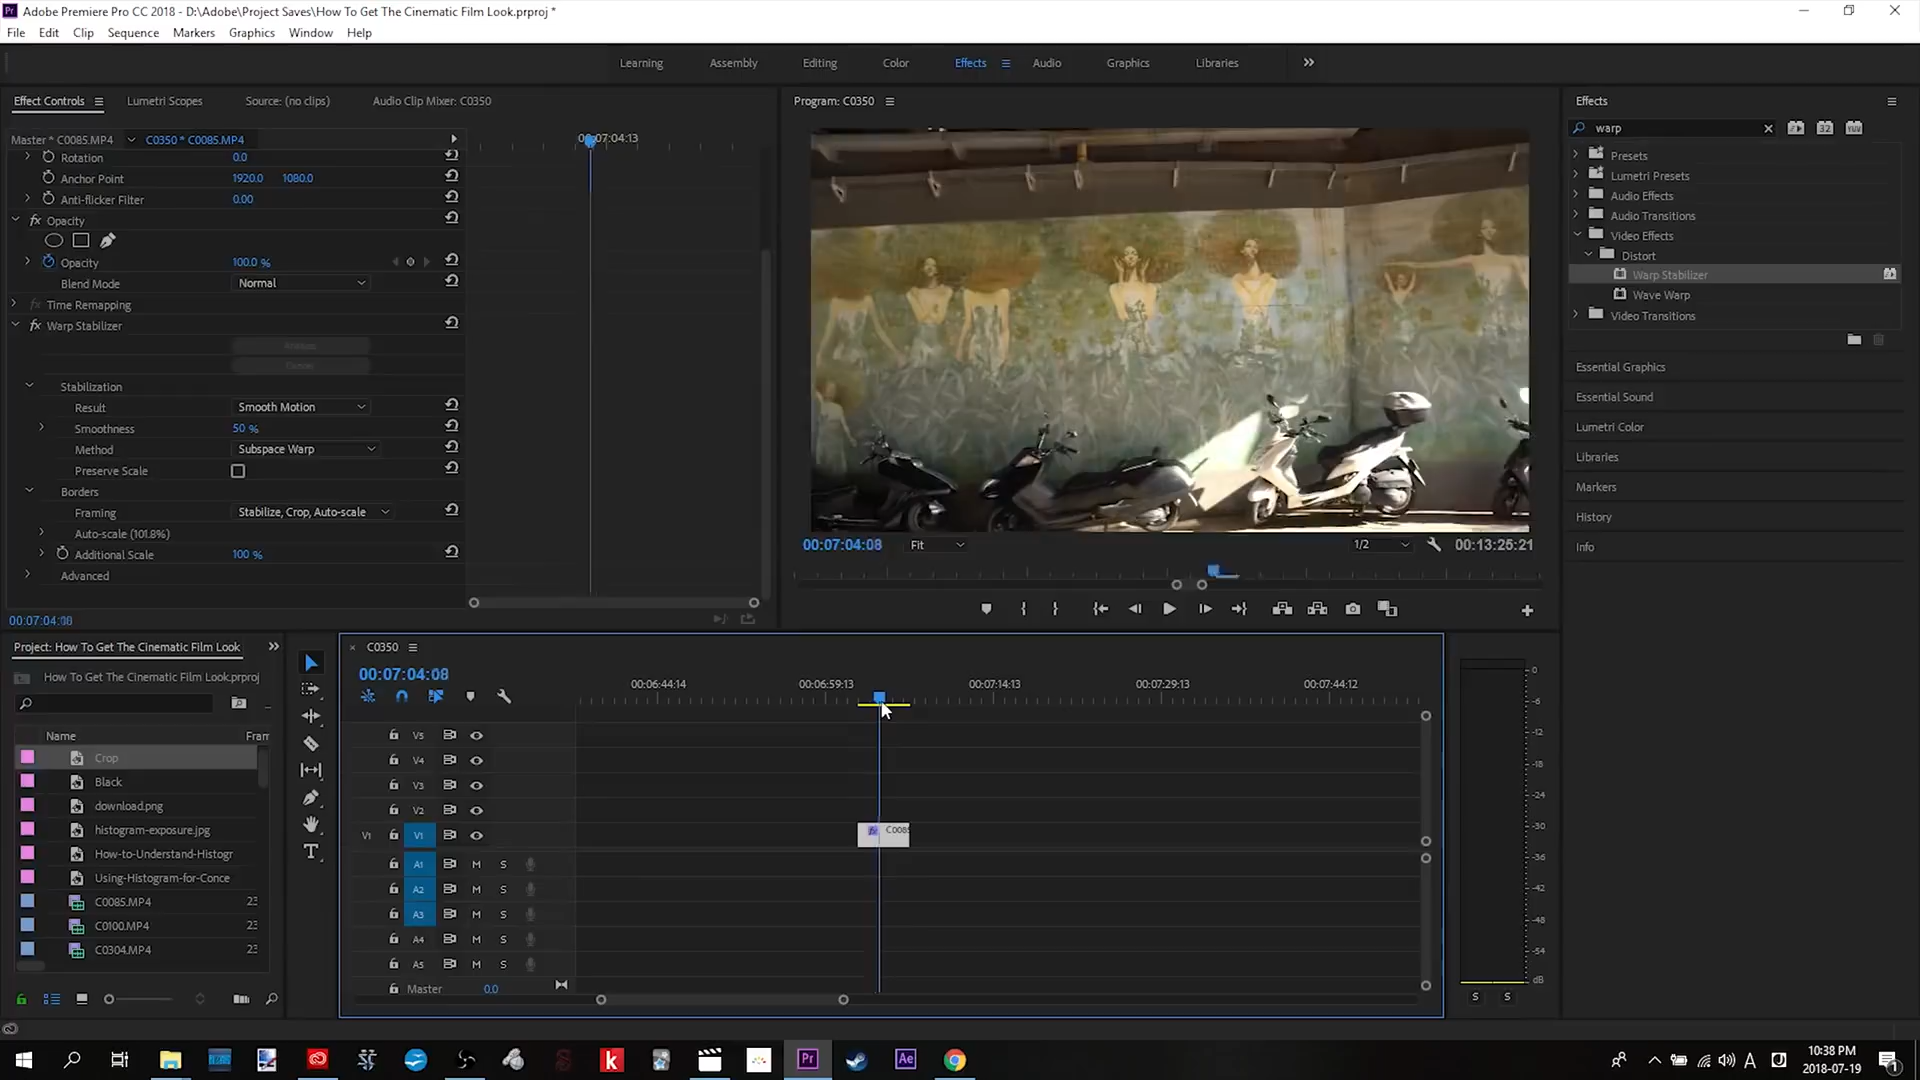 Adobe Premiere Pro CC 2018 - D:\Adobe\Project Saves\How To Get The Cinematic Film Look.prproj *
File Edit Clip Sequence Markers Graphics Window Help
Learning Assembly Editing Color Effects Audio Graphics Libraries
Effect Controls Lumetri Scopes Source: (no clips) Audio Clip Mixer: C0350
Program: C0350
Effects
Master * C0085.MP4 C0350 * C0085.MP4
00:07:04:13
Rotation 0.0
Anchor Point 1920.0 1080.0
Anti-flicker Filter 0.00
fx Opacity
Opacity 100.0 %
Blend Mode Normal
fx Time Remapping
fx Warp Stabilizer
Stabilization
Result Smooth Motion
Smoothness 50 %
Method Subspace Warp
Preserve Scale
Borders
Framing Stabilize, Crop, Auto-scale
Auto-scale (101.8%)
Additional Scale 100 %
Advanced
00:07:04:08
00:07:04:08 Fit 1/2 00:13:25:21
warp
32 YUV
Presets
Lumetri Presets
Audio Effects
Audio Transitions
Video Effects
Distort
Warp Stabilizer
Wave Warp
Video Transitions
Essential Graphics
Essential Sound
Lumetri Color
Libraries
Markers
History
Info
Project: How To Get The Cinematic Film Look
How To Get The Cinematic Film Look.prproj
Name Fram
Crop
Black
download.png
histogram-exposure.jpg
How-to-Understand-Histogr
Using-Histogram-for-Conce
C0085.MP4 23
C0100.MP4 23
C0304.MP4 23
C0350
00:07:04:08
00:06:44:14 00:06:59:13 00:07:14:13 00:07:29:13 00:07:44:12
V5
V4
V3
V2
V1 V1
fx C0085
A1 M S
A2 M S
A3 M S
A4 M S
A5 M S
Master 0.0
0
-6
-12
-18
-24
-30
-36
-42
-48
-54
dB
S S
Pr
Ae
A
10:38 PM
2018-07-19
1